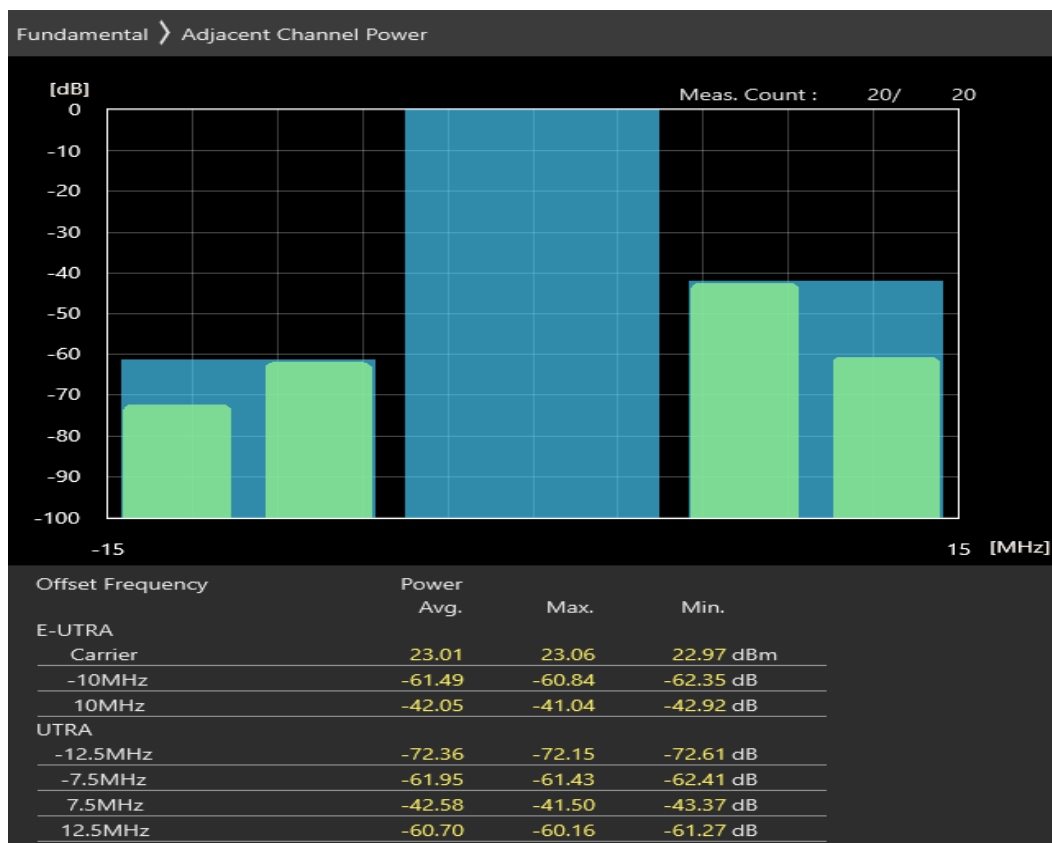 Fundamental 〉 Adjacent Channel Power
[dB]
Meas. Count : 20/ 20
0
-10
-20
-30
-40
-50
-60
-70
-80
-90
-100
-15 15 [MHz]
Offset Frequency Power
Avg. Max. Min.
E-UTRA
Carrier 23.01 23.06 22.97 dBm
-10MHz -61.49 -60.84 -62.35 dB
10MHz -42.05 -41.04 -42.92 dB
UTRA
-12.5MHz -72.36 -72.15 -72.61 dB
-7.5MHz -61.95 -61.43 -62.41 dB
7.5MHz -42.58 -41.50 -43.37 dB
12.5MHz -60.70 -60.16 -61.27 dB